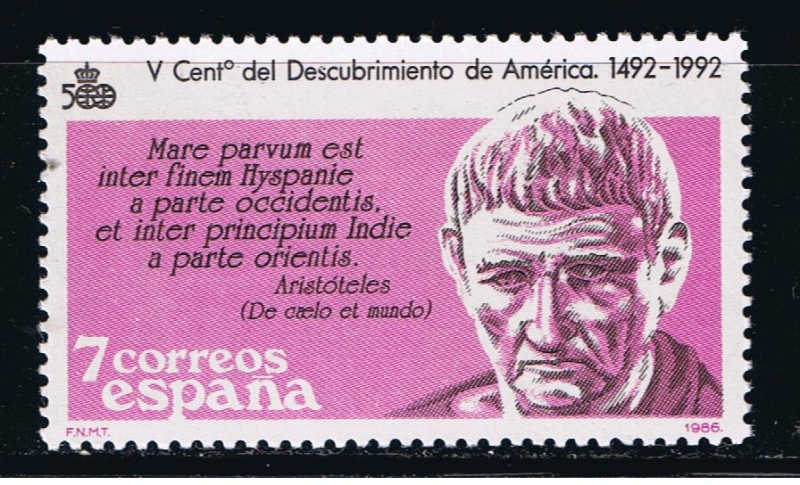 V Centº del Descubrimiento de América. 1492-1992
500
Mare parvum est
inter finem Hyspanie
a parte occidentis,
et inter principium Indie
a parte orientis.
Aristóteles
(De cælo et mundo)
7 correos
españa
F.N.M.T.
1986.